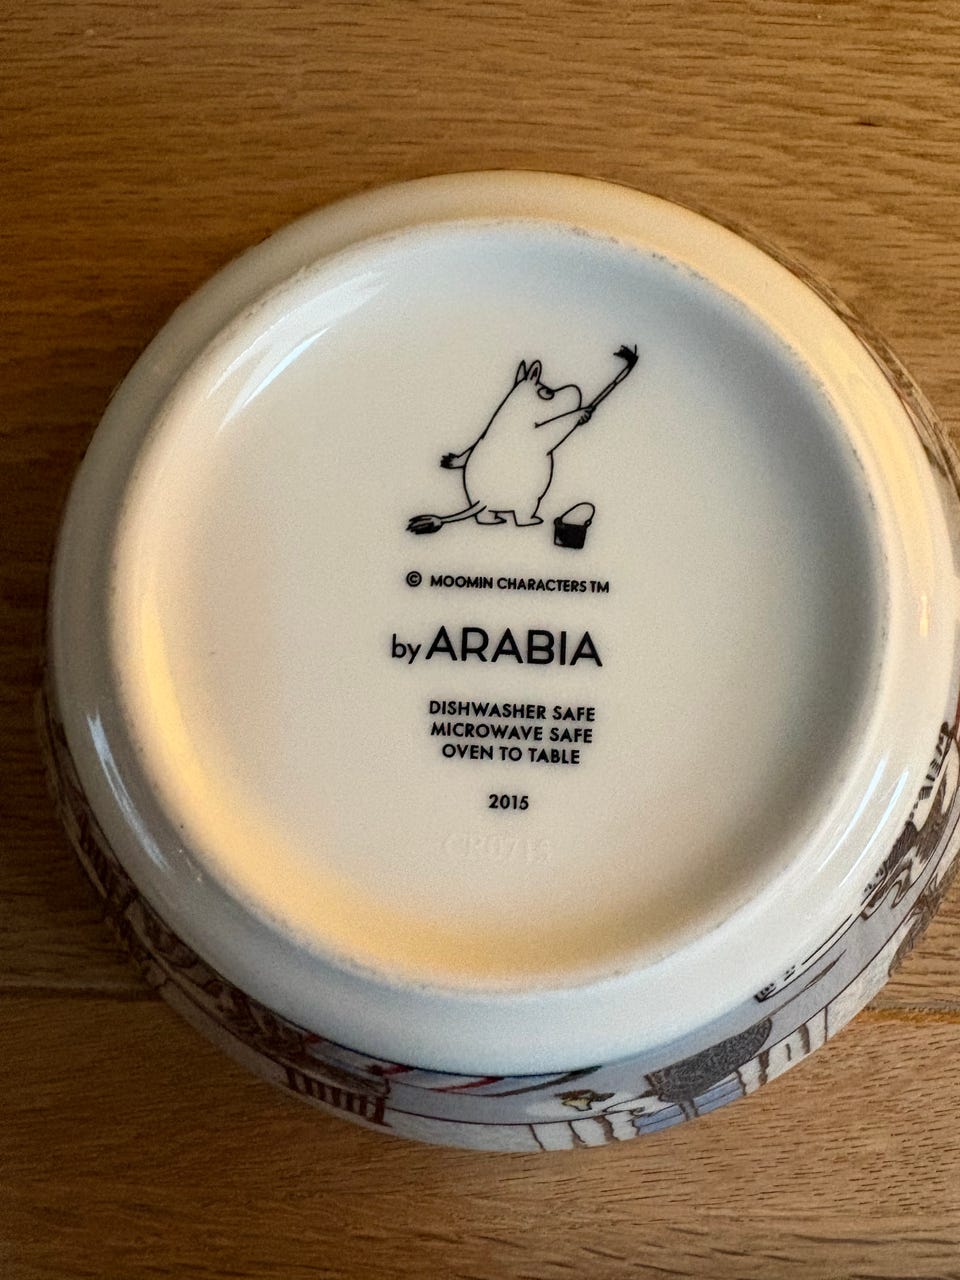 © MOOMIN CHARACTERS TM
by ARABIA
DISHWASHER SAFE
MICROWAVE SAFE
OVEN TO TABLE
2015